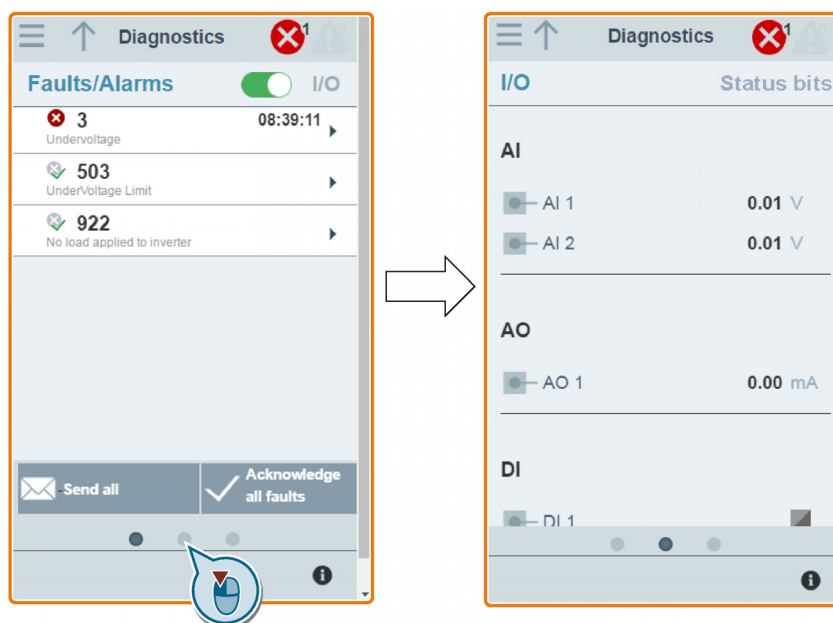 Diagnostics 1
Faults/Alarms I/O
3 08:39:11
Undervoltage
503
UnderVoltage Limit
922
No load applied to inverter
Send all
Acknowledge
all faults
Diagnostics 1
I/O Status bits
AI
AI 1 0.01 V
AI 2 0.01 V
AO
AO 1 0.00 mA
DI
DI 1